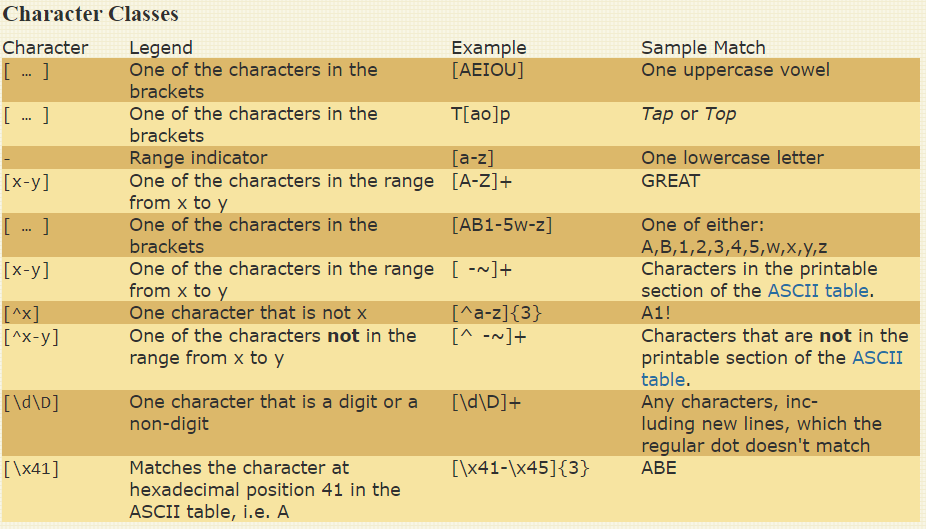 Character Classes
Character Legend Example Sample Match
[ … ] One of the characters in the [AEIOU] One uppercase vowel
brackets
[ … ] One of the characters in the T[ao]p Tap or Top
brackets
- Range indicator [a-z] One lowercase letter
[x-y] One of the characters in the range [A-Z]+ GREAT
from x to y
[ … ] One of the characters in the [AB1-5w-z] One of either:
brackets A,B,1,2,3,4,5,w,x,y,z
[x-y] One of the characters in the range [ -~]+ Characters in the printable
from x to y section of the ASCII table.
[^x] One character that is not x [^a-z]{3} A1!
[^x-y] One of the characters not in the [^ -~]+ Characters that are not in the
range from x to y printable section of the ASCII
table.
[\d\D] One character that is a digit or a [\d\D]+ Any characters, inc-
non-digit luding new lines, which the
regular dot doesn't match
[\x41] Matches the character at [\x41-\x45]{3} ABE
hexadecimal position 41 in the
ASCII table, i.e. A